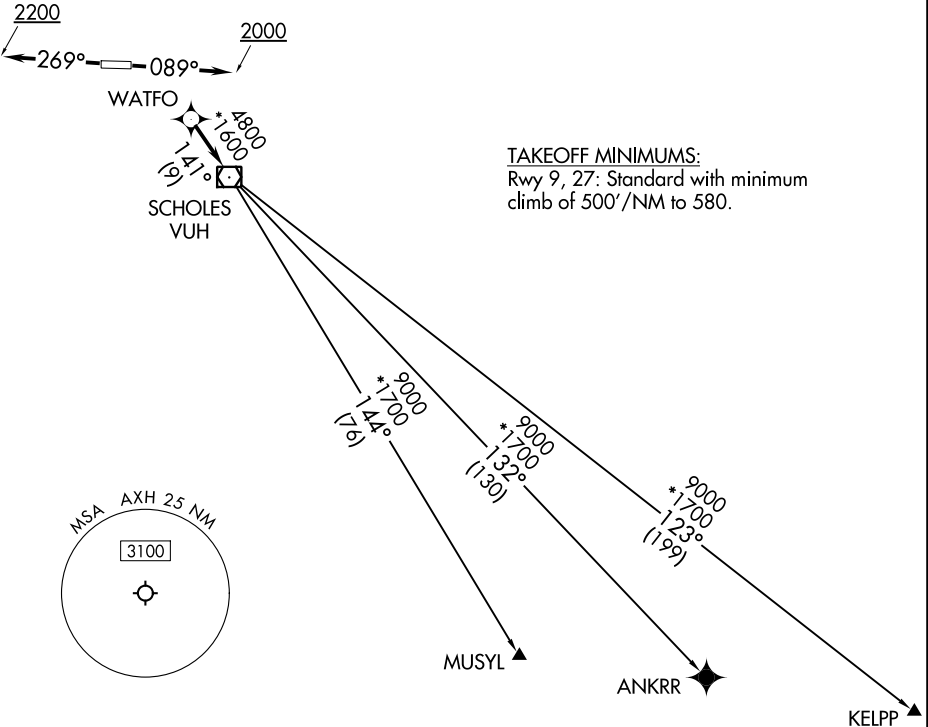 2200
2000
269°
089°
WATFO
4800
*1600
141°
(9)
SCHOLES
VUH
TAKEOFF MINIMUMS:
Rwy 9, 27: Standard with minimum
climb of 500'/NM to 580.
9000
*1700
144°
(76)
9000
*1700
132°
(130)
9000
*1700
123°
(199)
MSA AXH 25 NM
3100
MUSYL
ANKRR
KELPP